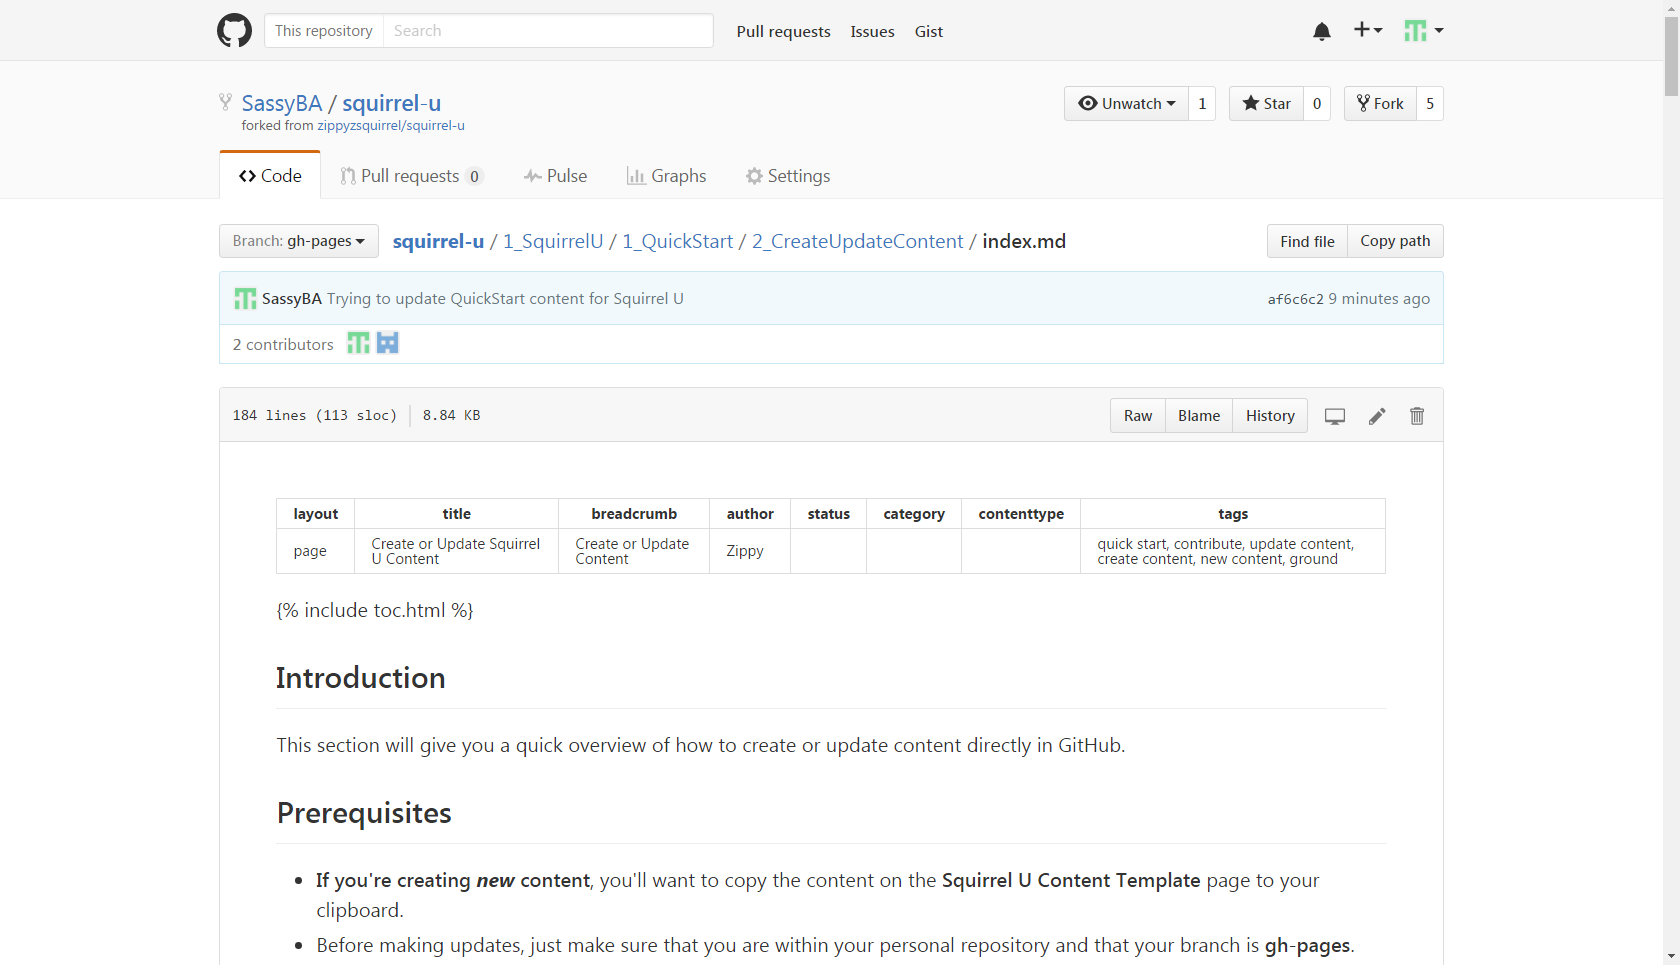 This repository Search Pull requests Issues Gist
SassyBA / squirrel-u Unwatch 1 Star 0 Fork 5
forked from zippyzsquirrel/squirrel-u
Code Pull requests 0 Pulse Graphs Settings
Branch: gh-pages squirrel-u / 1_SquirrelU / 1_QuickStart / 2_CreateUpdateContent / index.md Find file Copy path
SassyBA Trying to update QuickStart content for Squirrel U af6c6c2 9 minutes ago
2 contributors
184 lines (113 sloc) 8.84 KB Raw Blame History
layout title breadcrumb author status category contenttype tags
page Create or Update Squirrel U Content Create or Update Content Zippy quick start, contribute, update content, create content, new content, ground
{% include toc.html %}
Introduction
This section will give you a quick overview of how to create or update content directly in GitHub.
Prerequisites
• If you're creating new content, you'll want to copy the content on the Squirrel U Content Template page to your
clipboard.
• Before making updates, just make sure that you are within your personal repository and that your branch is gh-pages.